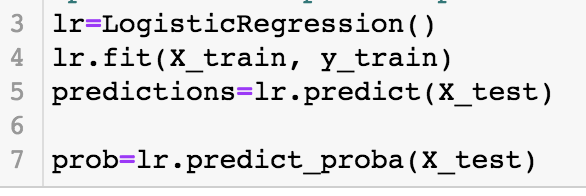 3 lr=LogisticRegression()
4 lr.fit(X_train, y_train)
5 predictions=lr.predict(X_test)
6
7 prob=lr.predict_proba(X_test)